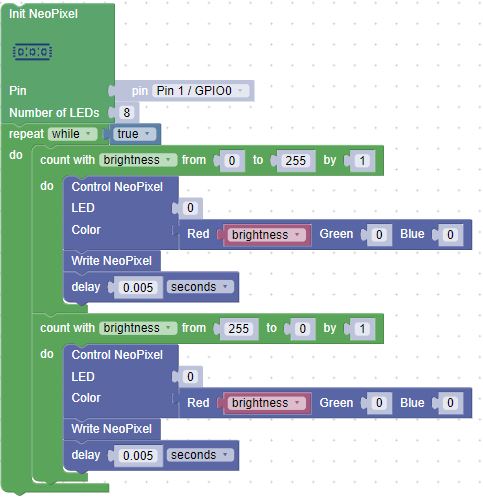 Init NeoPixel
Pin pin Pin 1 / GPIO0
Number of LEDs 8
repeat while true
do
count with brightness from 0 to 255 by 1
do Control NeoPixel
LED 0
Color Red brightness Green 0 Blue 0
Write NeoPixel
delay 0.005 seconds
count with brightness from 255 to 0 by 1
do Control NeoPixel
LED 0
Color Red brightness Green 0 Blue 0
Write NeoPixel
delay 0.005 seconds